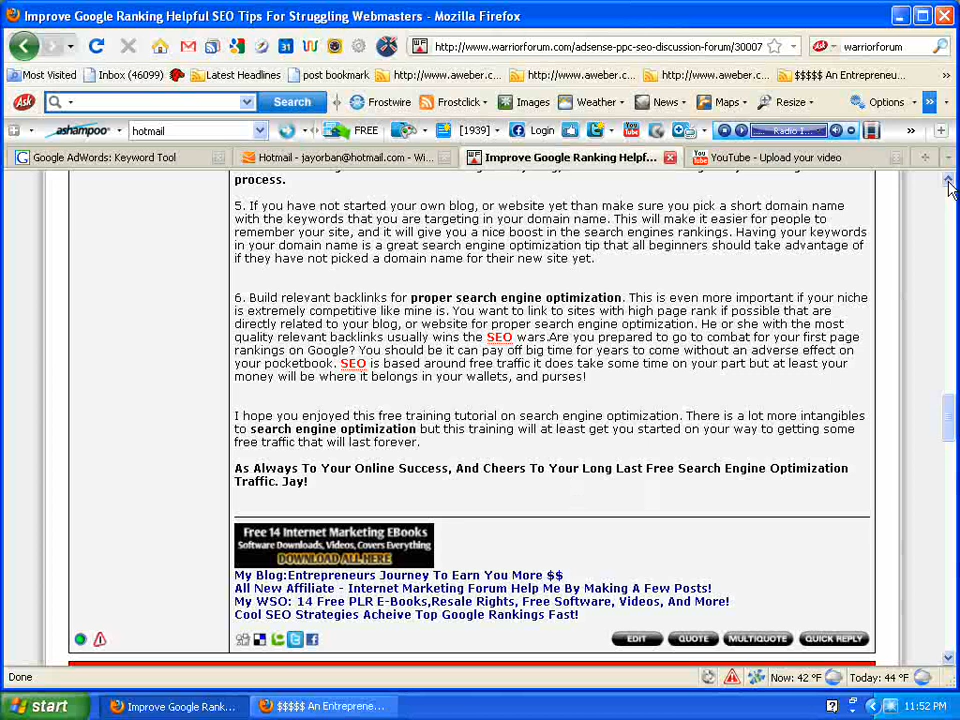 Improve Google Ranking Helpful SEO Tips For Struggling Webmasters - Mozilla Firefox
http://www.warriorforum.com/adsense-ppc-seo-discussion-forum/30007
warriorforum
Most Visited Inbox (46099) Latest Headlines post bookmark http://www.aweber.c... http://www.aweber.c... http://www.aweber.c... $$$$$ An Entrepreneu... »
Ask Search Frostwire Frostclick Images Weather News Maps Resize Options »
ashampoo hotmail FREE [1939] Login You Tube Radio I »
Google AdWords: Keyword Tool Hotmail - jayorban@hotmail.com - Wi... Improve Google Ranking Helpf... YouTube - Upload your video
process.
5. If you have not started your own blog, or website yet than make sure you pick a short domain name
with the keywords that you are targeting in your domain name. This will make it easier for people to
remember your site, and it will give you a nice boost in the search engines rankings. Having your keywords
in your domain name is a great search engine optimization tip that all beginners should take advantage of
if they have not picked a domain name for their new site yet.
6. Build relevant backlinks for proper search engine optimization. This is even more important if your niche
is extremely competitive like mine is. You want to link to sites with high page rank if possible that are
directly related to your blog, or website for proper search engine optimization. He or she with the most
quality relevant backlinks usually wins the SEO wars.Are you prepared to go to combat for your first page
rankings on Google? You should be it can pay off big time for years to come without an adverse effect on
your pocketbook. SEO is based around free traffic it does take some time on your part but at least your
money will be where it belongs in your wallets, and purses!
I hope you enjoyed this free training tutorial on search engine optimization. There is a lot more intangibles
to search engine optimization but this training will at least get you started on your way to getting some
free traffic that will last forever.
As Always To Your Online Success, And Cheers To Your Long Last Free Search Engine Optimization
Traffic. Jay!
Free 14 Internet Marketing EBooks
Software Downloads, Videos, Covers Everything
DOWNLOAD ALL HERE
My Blog:Entrepreneurs Journey To Earn You More $$
All New Affiliate - Internet Marketing Forum Help Me By Making A Few Posts!
My WSO: 14 Free PLR E-Books,Resale Rights, Free Software, Videos, And More!
Cool SEO Strategies Acheive Top Google Rankings Fast!
EDIT QUOTE MULTIQUOTE QUICK REPLY
Done Now: 42 °F Today: 44 °F
start Improve Google Rank... $$$$$ An Entreprene... 11:52 PM